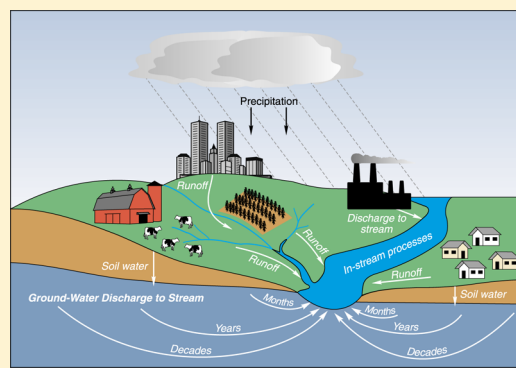 Precipitation
Runoff
Discharge to
stream
Runoff
In-stream processes
Runoff
Runoff
Soil water
Soil water
Ground-Water Discharge to Stream
Months
Months
Years
Years
Decades
Decades